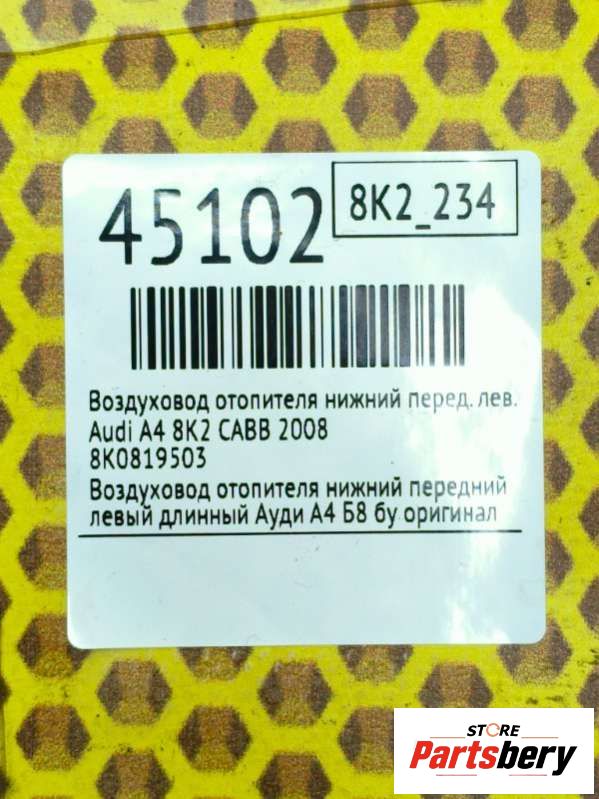 45102
8K2_234
Воздуховод отопителя нижний перед. лев.
Audi A4 8K2 CABB 2008
8K0819503
Воздуховод отопителя нижний передний
левый длинный Ауди А4 Б8 бу оригинал
STORE
Partsbery